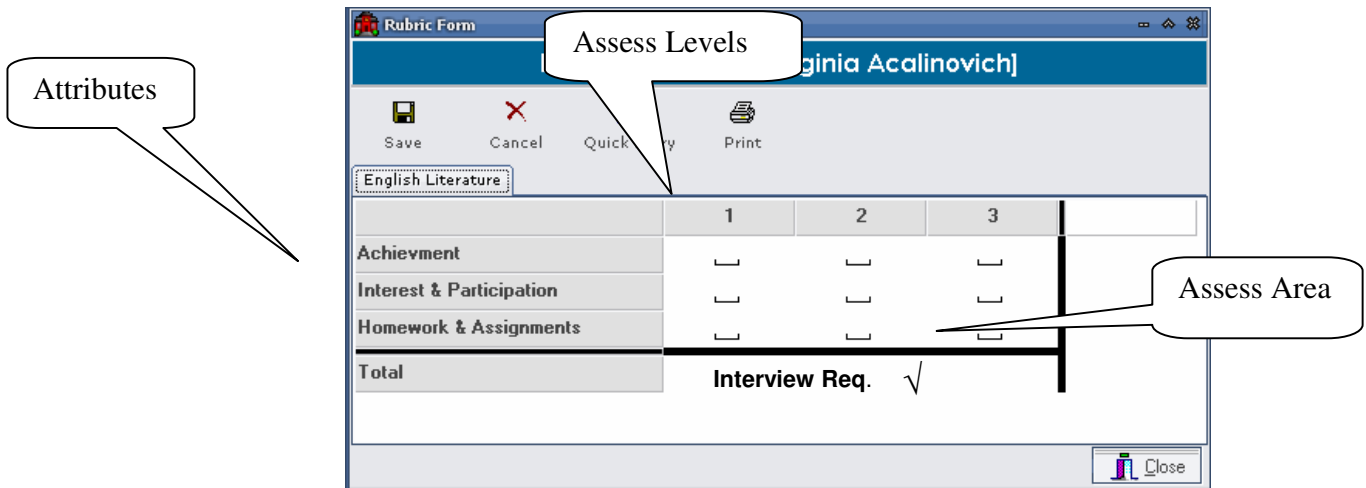 Rubric Form
Assess Levels
ginia Acalinovich]
Attributes
Save Cancel Quick Print
English Literature
1 2 3
Achievment
Interest & Participation
Assess Area
Homework & Assignments
Total Interview Req. √
Close